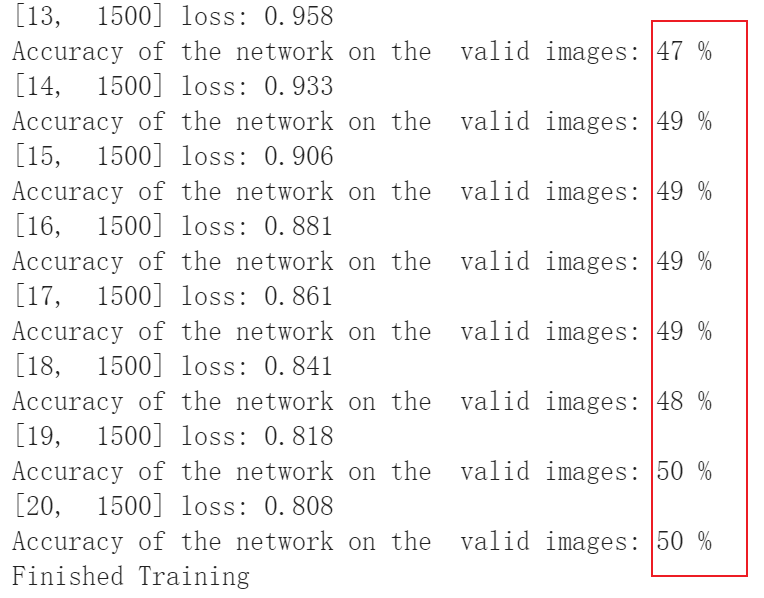 [13,  1500] loss: 0.958
Accuracy of the network on the  valid images: 47 %
[14,  1500] loss: 0.933
Accuracy of the network on the  valid images: 49 %
[15,  1500] loss: 0.906
Accuracy of the network on the  valid images: 49 %
[16,  1500] loss: 0.881
Accuracy of the network on the  valid images: 49 %
[17,  1500] loss: 0.861
Accuracy of the network on the  valid images: 49 %
[18,  1500] loss: 0.841
Accuracy of the network on the  valid images: 48 %
[19,  1500] loss: 0.818
Accuracy of the network on the  valid images: 50 %
[20,  1500] loss: 0.808
Accuracy of the network on the  valid images: 50 %
Finished Training